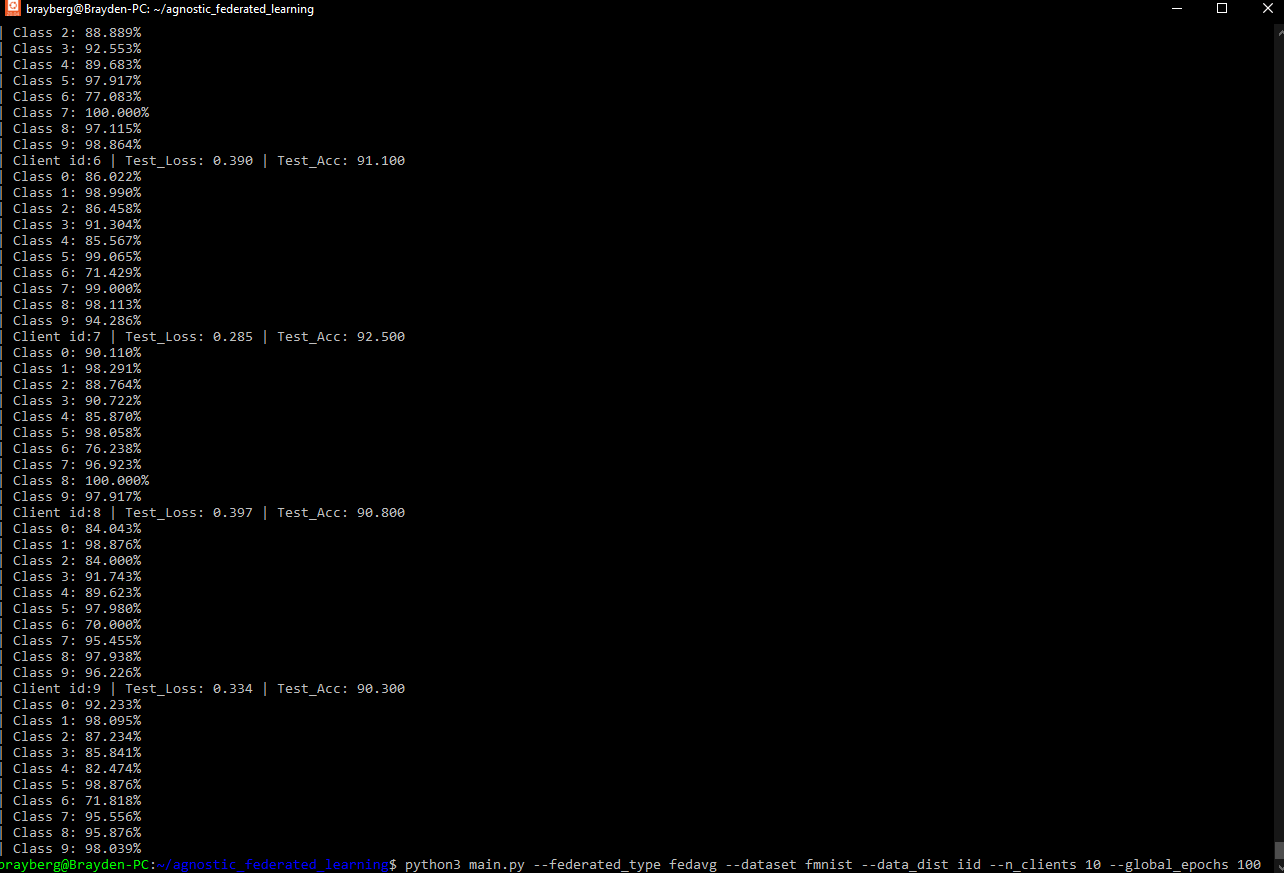 brayberg@Brayden-PC: ~/agnostic_federated_learning
| Class 2: 88.889%
| Class 3: 92.553%
| Class 4: 89.683%
| Class 5: 97.917%
| Class 6: 77.083%
| Class 7: 100.000%
| Class 8: 97.115%
| Class 9: 98.864%
| Client id:6 | Test_Loss: 0.390 | Test_Acc: 91.100
| Class 0: 86.022%
| Class 1: 98.990%
| Class 2: 86.458%
| Class 3: 91.304%
| Class 4: 85.567%
| Class 5: 99.065%
| Class 6: 71.429%
| Class 7: 99.000%
| Class 8: 98.113%
| Class 9: 94.286%
| Client id:7 | Test_Loss: 0.285 | Test_Acc: 92.500
| Class 0: 90.110%
| Class 1: 98.291%
| Class 2: 88.764%
| Class 3: 90.722%
| Class 4: 85.870%
| Class 5: 98.058%
| Class 6: 76.238%
| Class 7: 96.923%
| Class 8: 100.000%
| Class 9: 97.917%
| Client id:8 | Test_Loss: 0.397 | Test_Acc: 90.800
| Class 0: 84.043%
| Class 1: 98.876%
| Class 2: 84.000%
| Class 3: 91.743%
| Class 4: 89.623%
| Class 5: 97.980%
| Class 6: 70.000%
| Class 7: 95.455%
| Class 8: 97.938%
| Class 9: 96.226%
| Client id:9 | Test_Loss: 0.334 | Test_Acc: 90.300
| Class 0: 92.233%
| Class 1: 98.095%
| Class 2: 87.234%
| Class 3: 85.841%
| Class 4: 82.474%
| Class 5: 98.876%
| Class 6: 71.818%
| Class 7: 95.556%
| Class 8: 95.876%
| Class 9: 98.039%
brayberg@Brayden-PC:~/agnostic_federated_learning$ python3 main.py --federated_type fedavg --dataset fmnist --data_dist iid --n_clients 10 --global_epochs 100